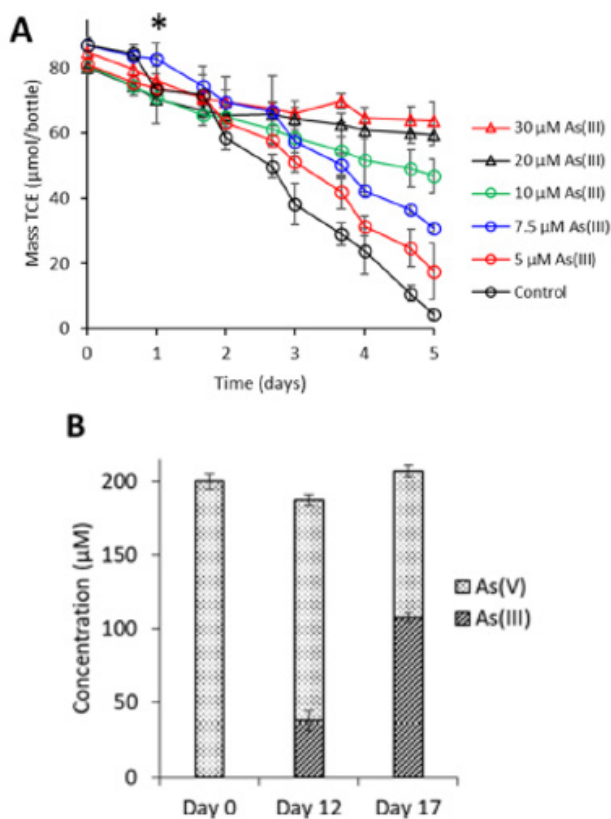 A
*
Mass TCE (μmol/bottle)
80
60
40
20
0
0 1 2 3 4 5
Time (days)
30 μM As(III)
20 μM As(III)
10 μM As(III)
7.5 μM As(III)
5 μM As(III)
Control
B
Concentration (μM)
200
150
100
50
0
Day 0 Day 12 Day 17
As(V)
As(III)